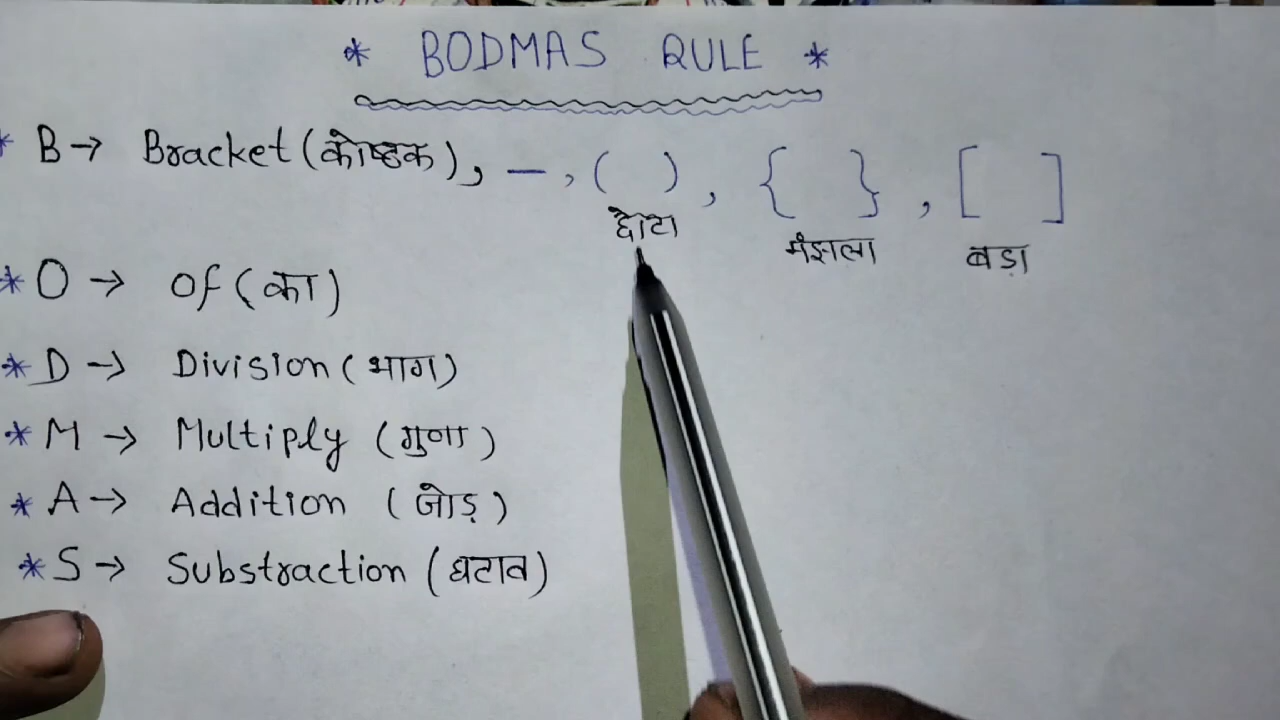 * BODMAS RULE *
* B→ Bracket (कोष्ठक), —, ( ), { }, [ ]
छोटा मंझला बड़ा
* O → of (का)
* D → Division (भाग)
* M → Multiply (गुणा)
* A → Addition (जोड़)
* S → Substraction (घटाव)